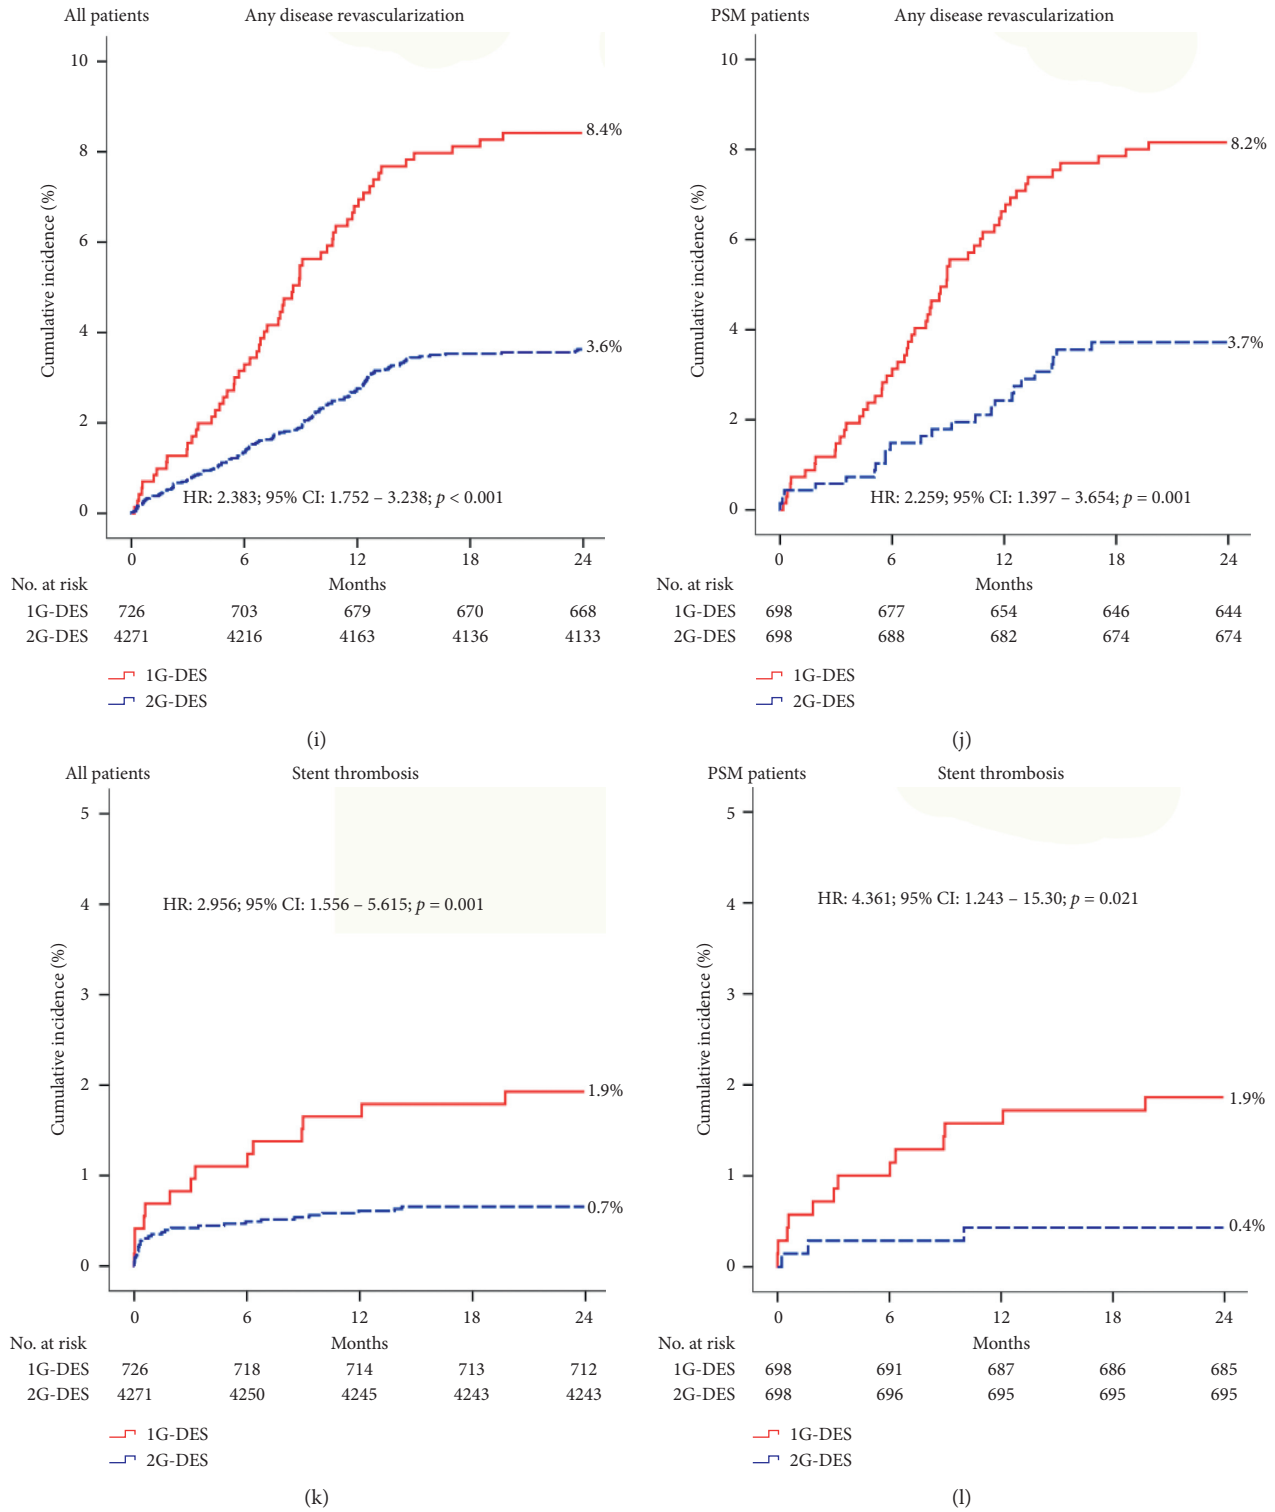 All patients Any disease revascularization
10
8
6
4
2
0
Cumulative incidence (%)
8.4%
3.6%
HR: 2.383; 95% CI: 1.752 – 3.238; p < 0.001
0 6 12 18 24
No. at risk Months
1G-DES 726 703 679 670 668
2G-DES 4271 4216 4163 4136 4133
1G-DES
2G-DES
(i)
PSM patients Any disease revascularization
10
8
6
4
2
0
Cumulative incidence (%)
8.2%
3.7%
HR: 2.259; 95% CI: 1.397 – 3.654; p = 0.001
0 6 12 18 24
No. at risk Months
1G-DES 698 677 654 646 644
2G-DES 698 688 682 674 674
1G-DES
2G-DES
(j)
All patients Stent thrombosis
5
4
3
2
1
0
Cumulative incidence (%)
HR: 2.956; 95% CI: 1.556 – 5.615; p = 0.001
1.9%
0.7%
0 6 12 18 24
No. at risk Months
1G-DES 726 718 714 713 712
2G-DES 4271 4250 4245 4243 4243
1G-DES
2G-DES
(k)
PSM patients Stent thrombosis
5
4
3
2
1
0
Cumulative incidence (%)
HR: 4.361; 95% CI: 1.243 – 15.30; p = 0.021
1.9%
0.4%
0 6 12 18 24
No. at risk Months
1G-DES 698 691 687 686 685
2G-DES 698 696 695 695 695
1G-DES
2G-DES
(l)